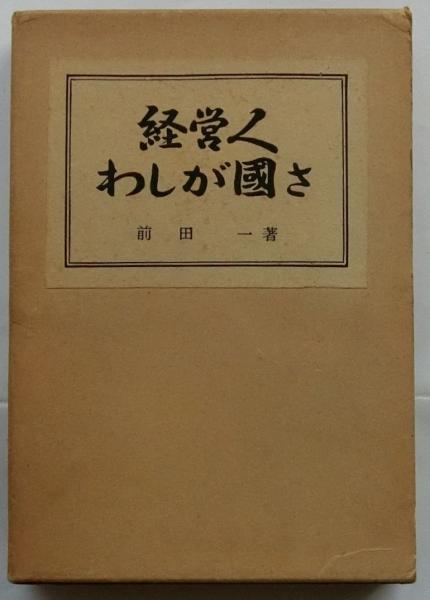 経営人
わしが國さ
前田 一著